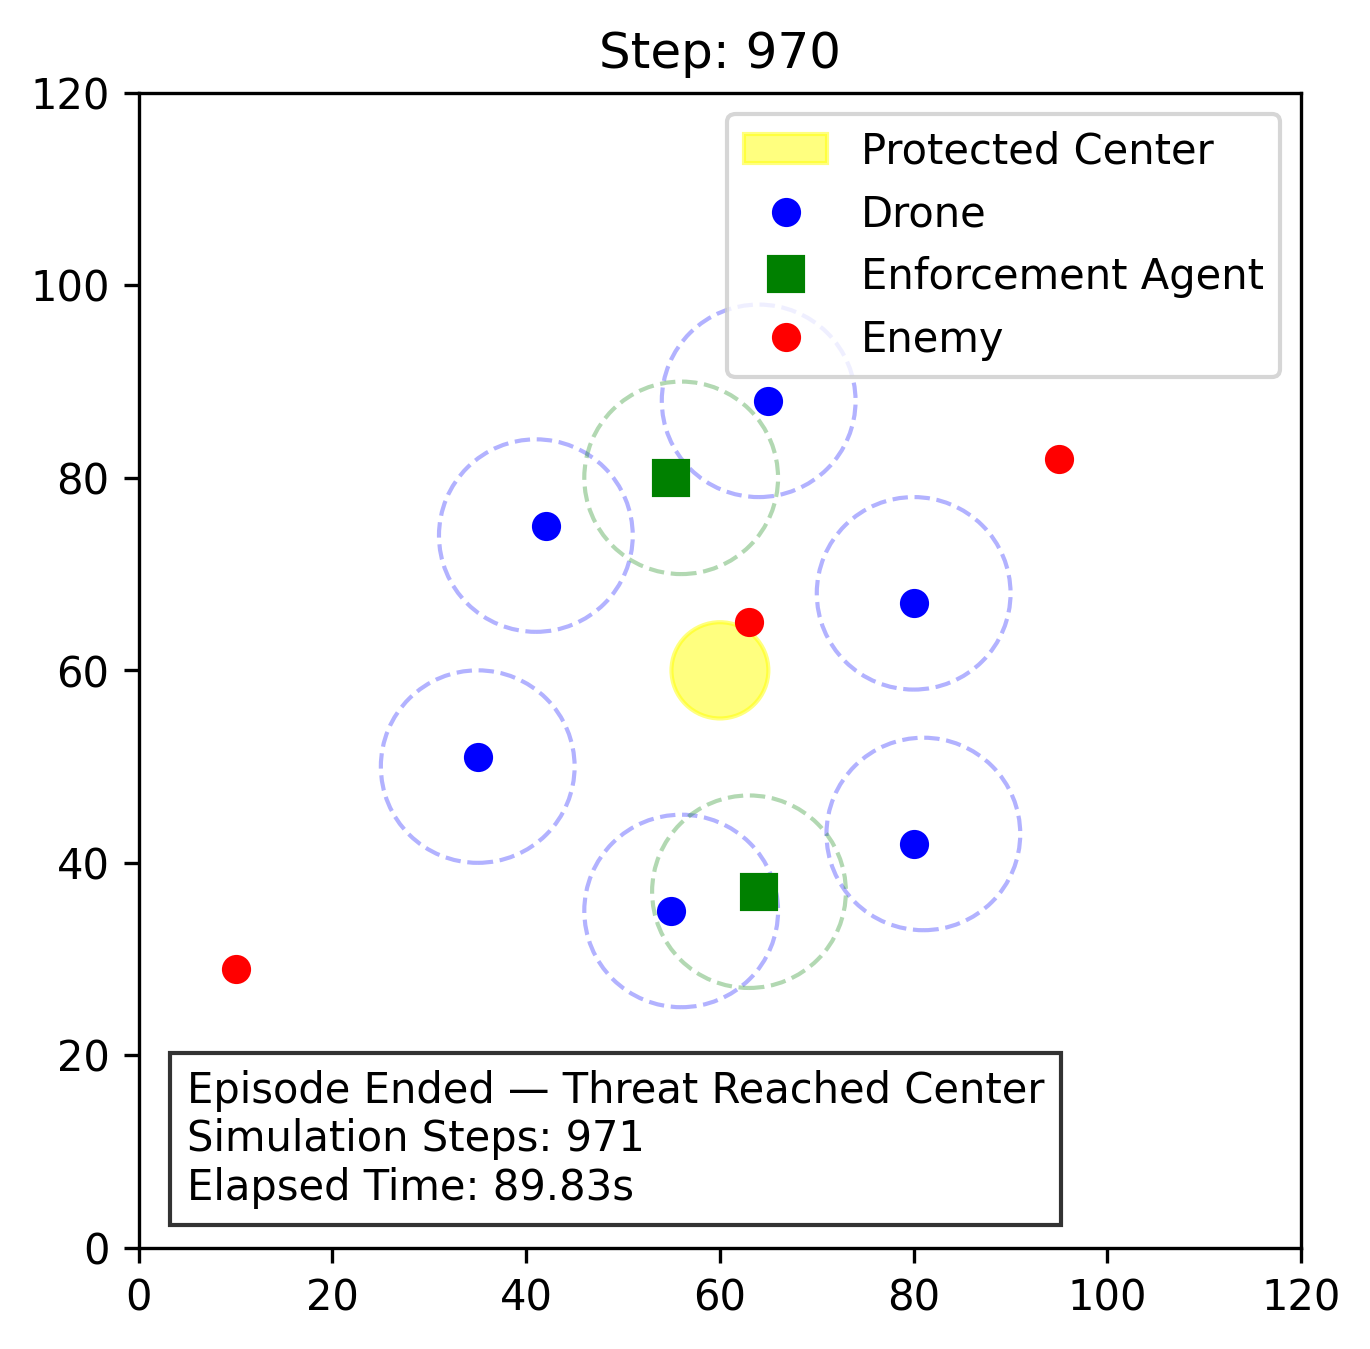 Step: 970
120
100
80
60
40
20
0
0 20 40 60 80 100 120
Protected Center
Drone
Enforcement Agent
Enemy
Episode Ended — Threat Reached Center
Simulation Steps: 971
Elapsed Time: 89.83s